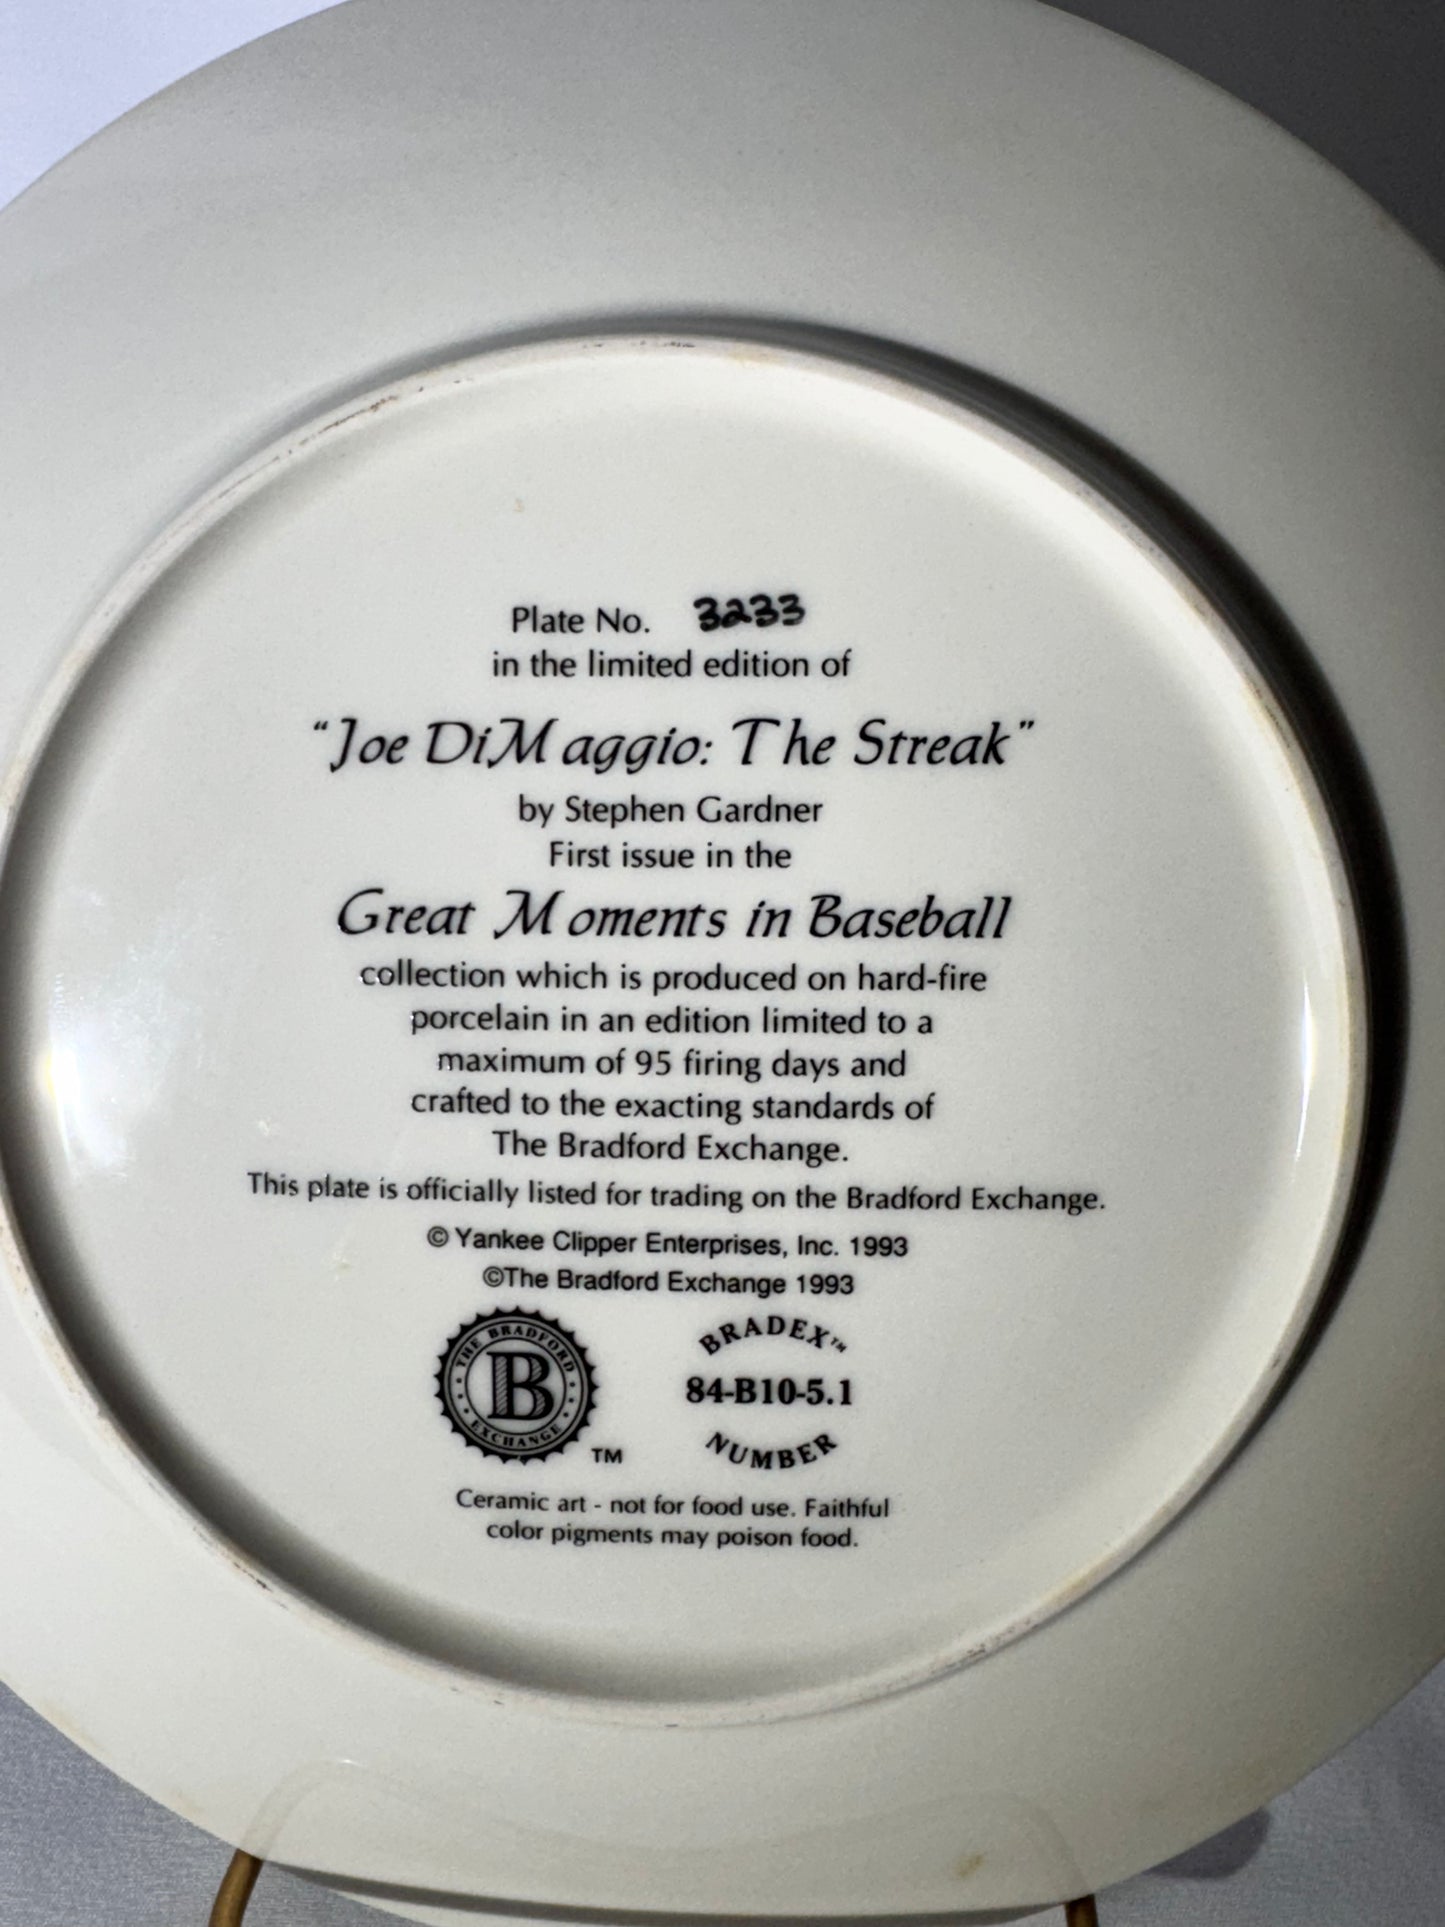 Plate No. 3233
in the limited edition of
“Joe DiMaggio: The Streak”
by Stephen Gardner
First issue in the
Great Moments in Baseball
collection which is produced on hard-fire
porcelain in an edition limited to a
maximum of 95 firing days and
crafted to the exacting standards of
The Bradford Exchange.
This plate is officially listed for trading on the Bradford Exchange.
© Yankee Clipper Enterprises, Inc. 1993
©The Bradford Exchange 1993
THE BRADFORD
B
EXCHANGE
TM
BRADEX™
84-B10-5.1
NUMBER
Ceramic art - not for food use. Faithful
color pigments may poison food.